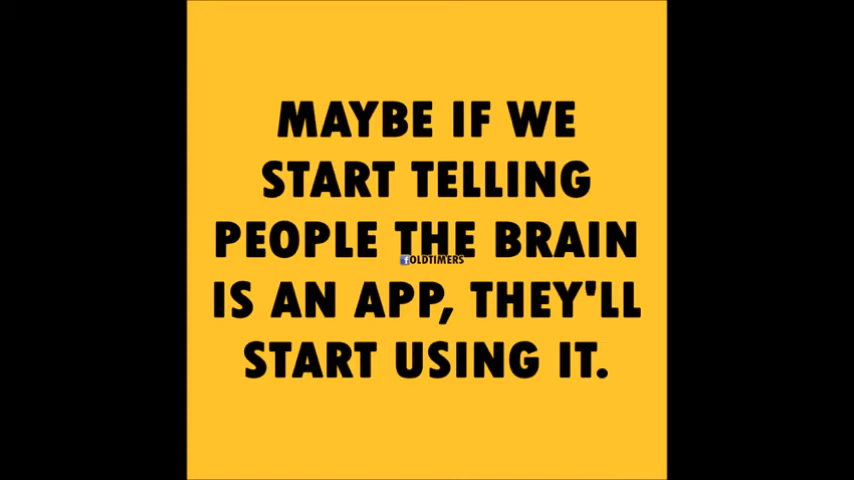 MAYBE IF WE
START TELLING
PEOPLE THE BRAIN
OLDTIMERS
IS AN APP, THEY'LL
START USING IT.